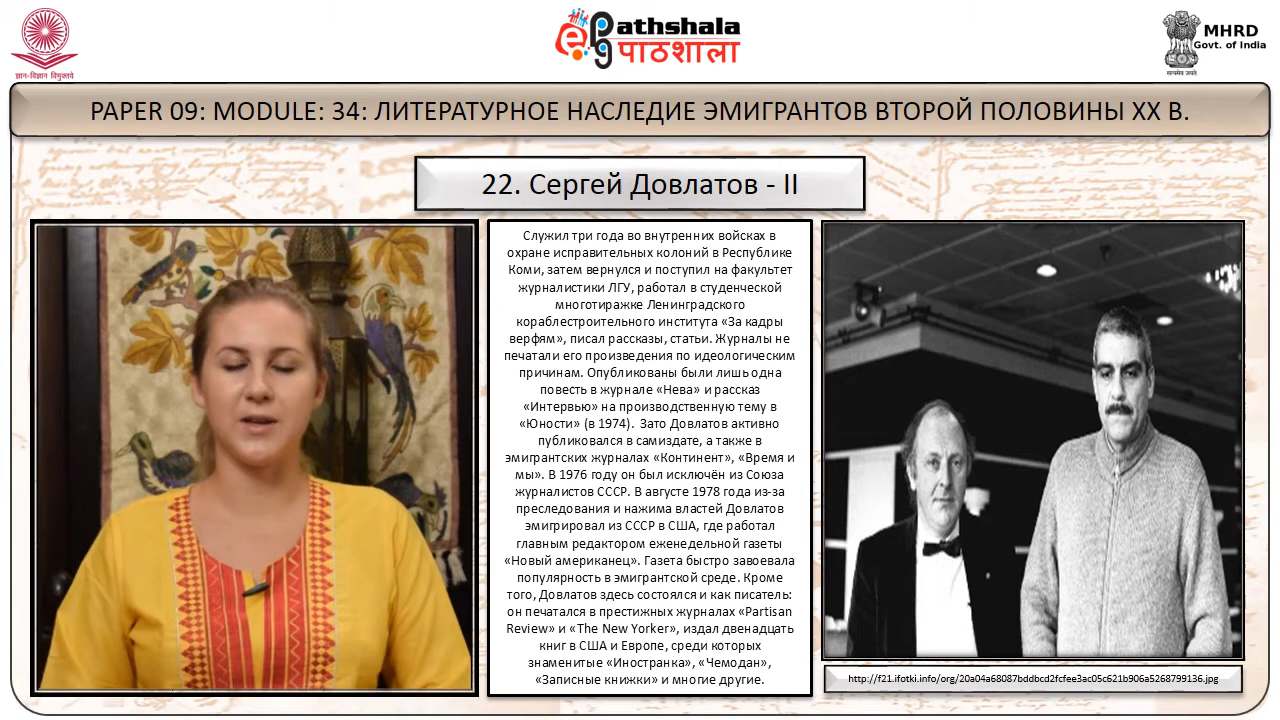 ज्ञान-विज्ञान विमुक्तये
ePathshala
पाठशाला
MHRD
Govt. of India
सत्यमेव जयते
PAPER 09: MODULE: 34: ЛИТЕРАТУРНОЕ НАСЛЕДИЕ ЭМИГРАНТОВ ВТОРОЙ ПОЛОВИНЫ XX В.
22. Сергей Довлатов - II
Служил три года во внутренних войсках в
охране исправительных колоний в Республике
Коми, затем вернулся и поступил на факультет
журналистики ЛГУ, работал в студенческой
многотиражке Ленинградского
кораблестроительного института «За кадры
верфям», писал рассказы, статьи. Журналы не
печатали его произведения по идеологическим
причинам. Опубликованы были лишь одна
повесть в журнале «Нева» и рассказ
«Интервью» на производственную тему в
«Юности» (в 1974). Зато Довлатов активно
публиковался в самиздате, а также в
эмигрантских журналах «Континент», «Время и
мы». В 1976 году он был исключён из Союза
журналистов СССР. В августе 1978 года из-за
преследования и нажима властей Довлатов
эмигрировал из СССР в США, где работал
главным редактором еженедельной газеты
«Новый американец». Газета быстро завоевала
популярность в эмигрантской среде. Кроме
того, Довлатов здесь состоялся и как писатель:
он печатался в престижных журналах «Partisan
Review» и «The New Yorker», издал двенадцать
книг в США и Европе, среди которых
знаменитые «Иностранка», «Чемодан»,
«Записные книжки» и многие другие.
http://f21.ifotki.info/org/20a04a68087bddbcd2fcfee3ac05c621b906a5268799136.jpg